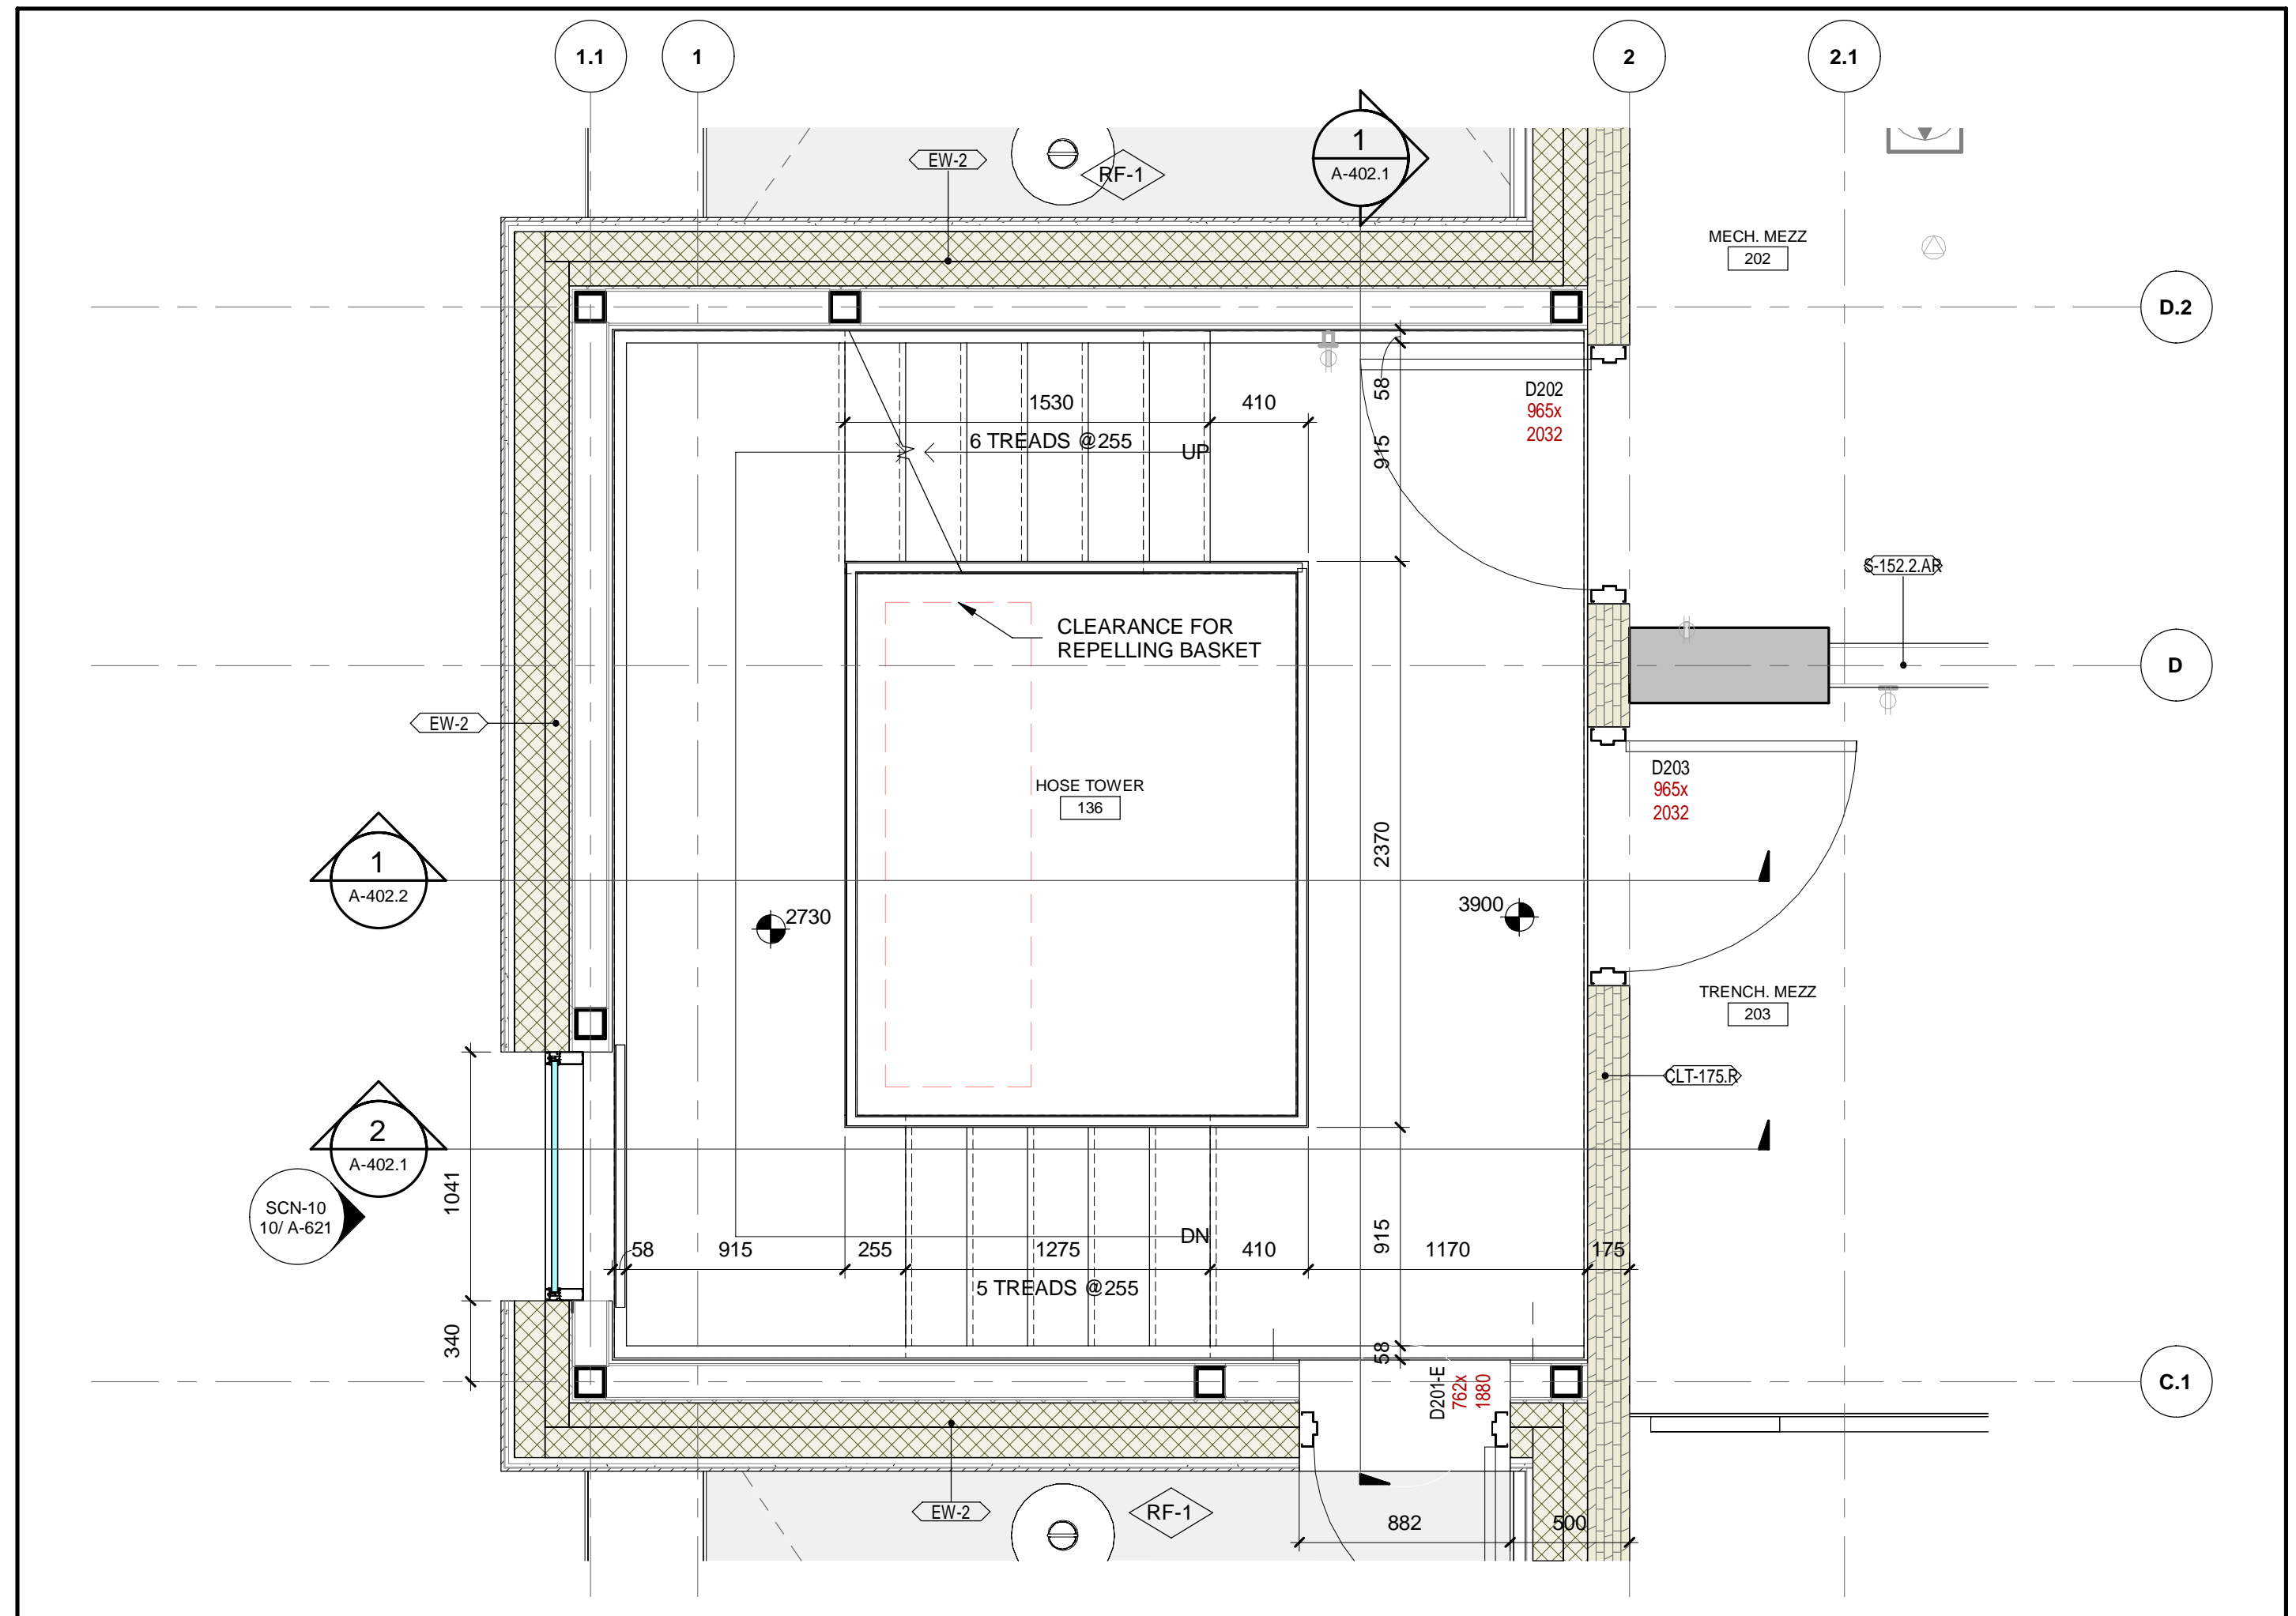 1.1
1
2
2.1
1
A-402.1
EW-2
RF-1
MECH. MEZZ
202
D.2
D202
965x
2032
58
1530
410
6 TREADS @255
UP
915
S-152.2.AR
CLEARANCE FOR
REPELLING BASKET
D
EW-2
D203
965x
2032
HOSE TOWER
136
2370
1
A-402.2
2730
3900
TRENCH. MEZZ
203
CLT-175.R
2
A-402.1
1041
SCN-10
10/ A-621
DN
58
915
255
1275
410
915
1170
175
5 TREADS @255
340
58
D201-E
762x
1880
C.1
EW-2
RF-1
882
500